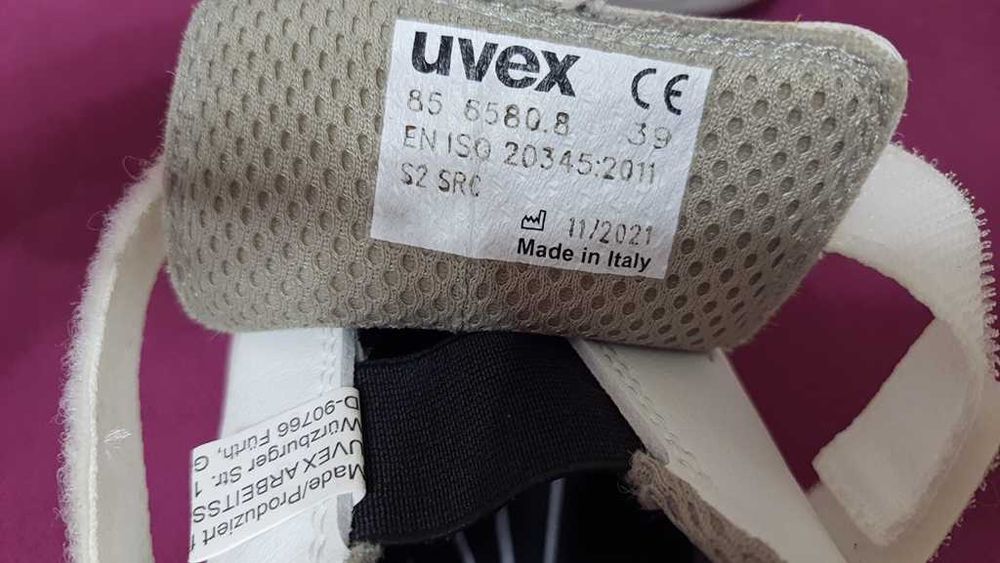 uvex CE
85 6580.8 39
EN ISO 20345:2011
S2 SRC
11/2021
Made in Italy
Made/Produziert f
UVEX ARBEITSS
Würzburger Str. 1
D-90766 Fürth, G